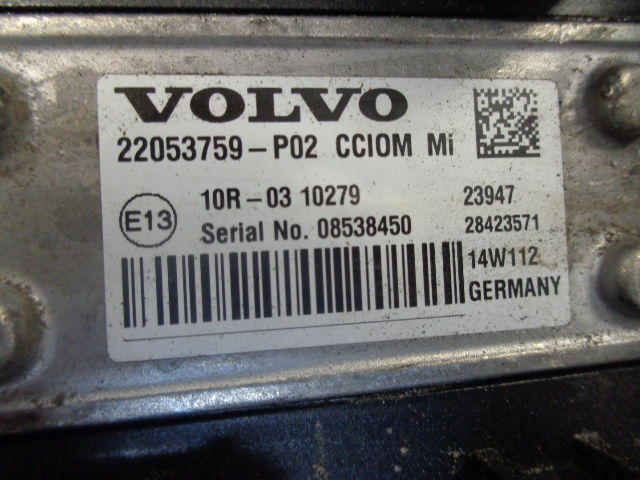 VOLVO
22053759-P02 CCIOM Mi
E13
10R-03 10279 23947
Serial No. 08538450 28423571
14W112
GERMANY